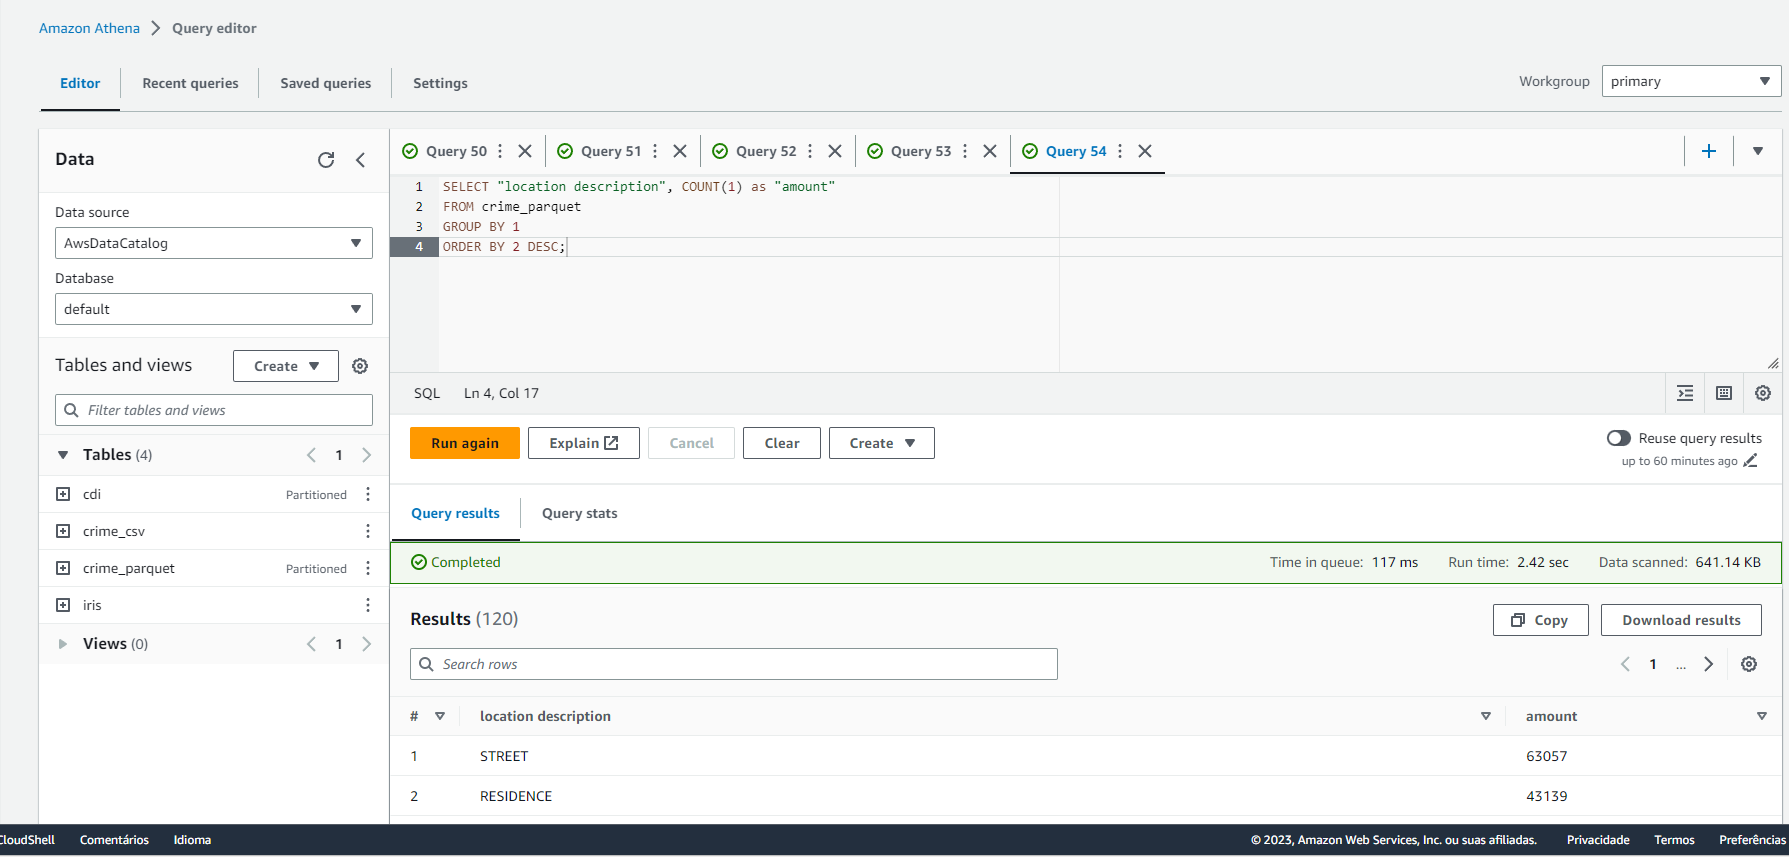 Amazon Athena > Query editor
Editor Recent queries Saved queries Settings
Workgroup primary
Data
Data source
AwsDataCatalog
Database
default
Tables and views Create
Filter tables and views
Tables (4) 1
cdi Partitioned
crime_csv
crime_parquet Partitioned
iris
Views (0) 1
Query 50 Query 51 Query 52 Query 53 Query 54
1 SELECT "location description", COUNT(1) as "amount"
2 FROM crime_parquet
3 GROUP BY 1
4 ORDER BY 2 DESC;
SQL Ln 4, Col 17
Run again Explain Cancel Clear Create
Reuse query results
up to 60 minutes ago
Query results Query stats
Completed Time in queue: 117 ms Run time: 2.42 sec Data scanned: 641.14 KB
Results (120) Copy Download results
Search rows 1 ...
# location description amount
1 STREET 63057
2 RESIDENCE 43139
CloudShell Comentários Idioma © 2023, Amazon Web Services, Inc. ou suas afiliadas. Privacidade Termos Preferências